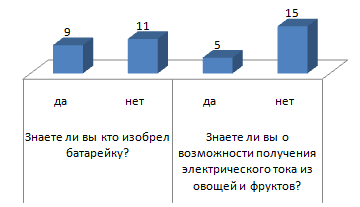 9
11
5
15
да
нет
да
нет
Знаете ли вы кто изобрел
батарейку?
Знаете ли вы о
возможности получения
электрического тока из
овощей и фруктов?